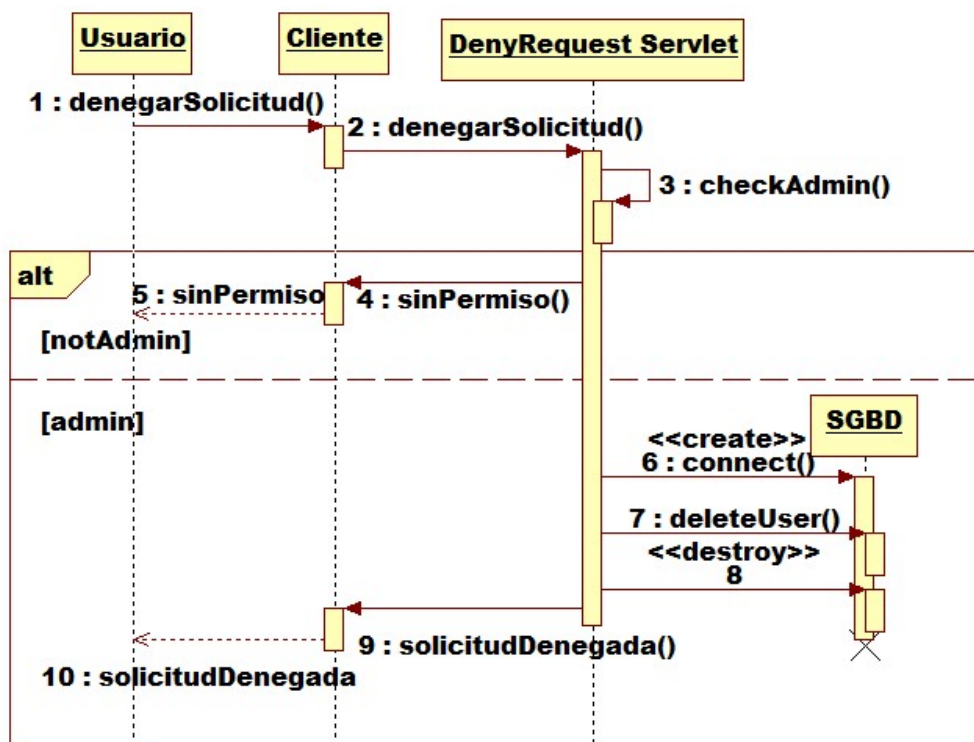 Usuario
Cliente
DenyRequest Servlet
1 : denegarSolicitud()
2 : denegarSolicitud()
3 : checkAdmin()
alt
5 : sinPermiso
4 : sinPermiso()
[notAdmin]
[admin]
SGBD
<<create>>
6 : connect()
7 : deleteUser()
<<destroy>>
8
9 : solicitudDenegada()
10 : solicitudDenegada